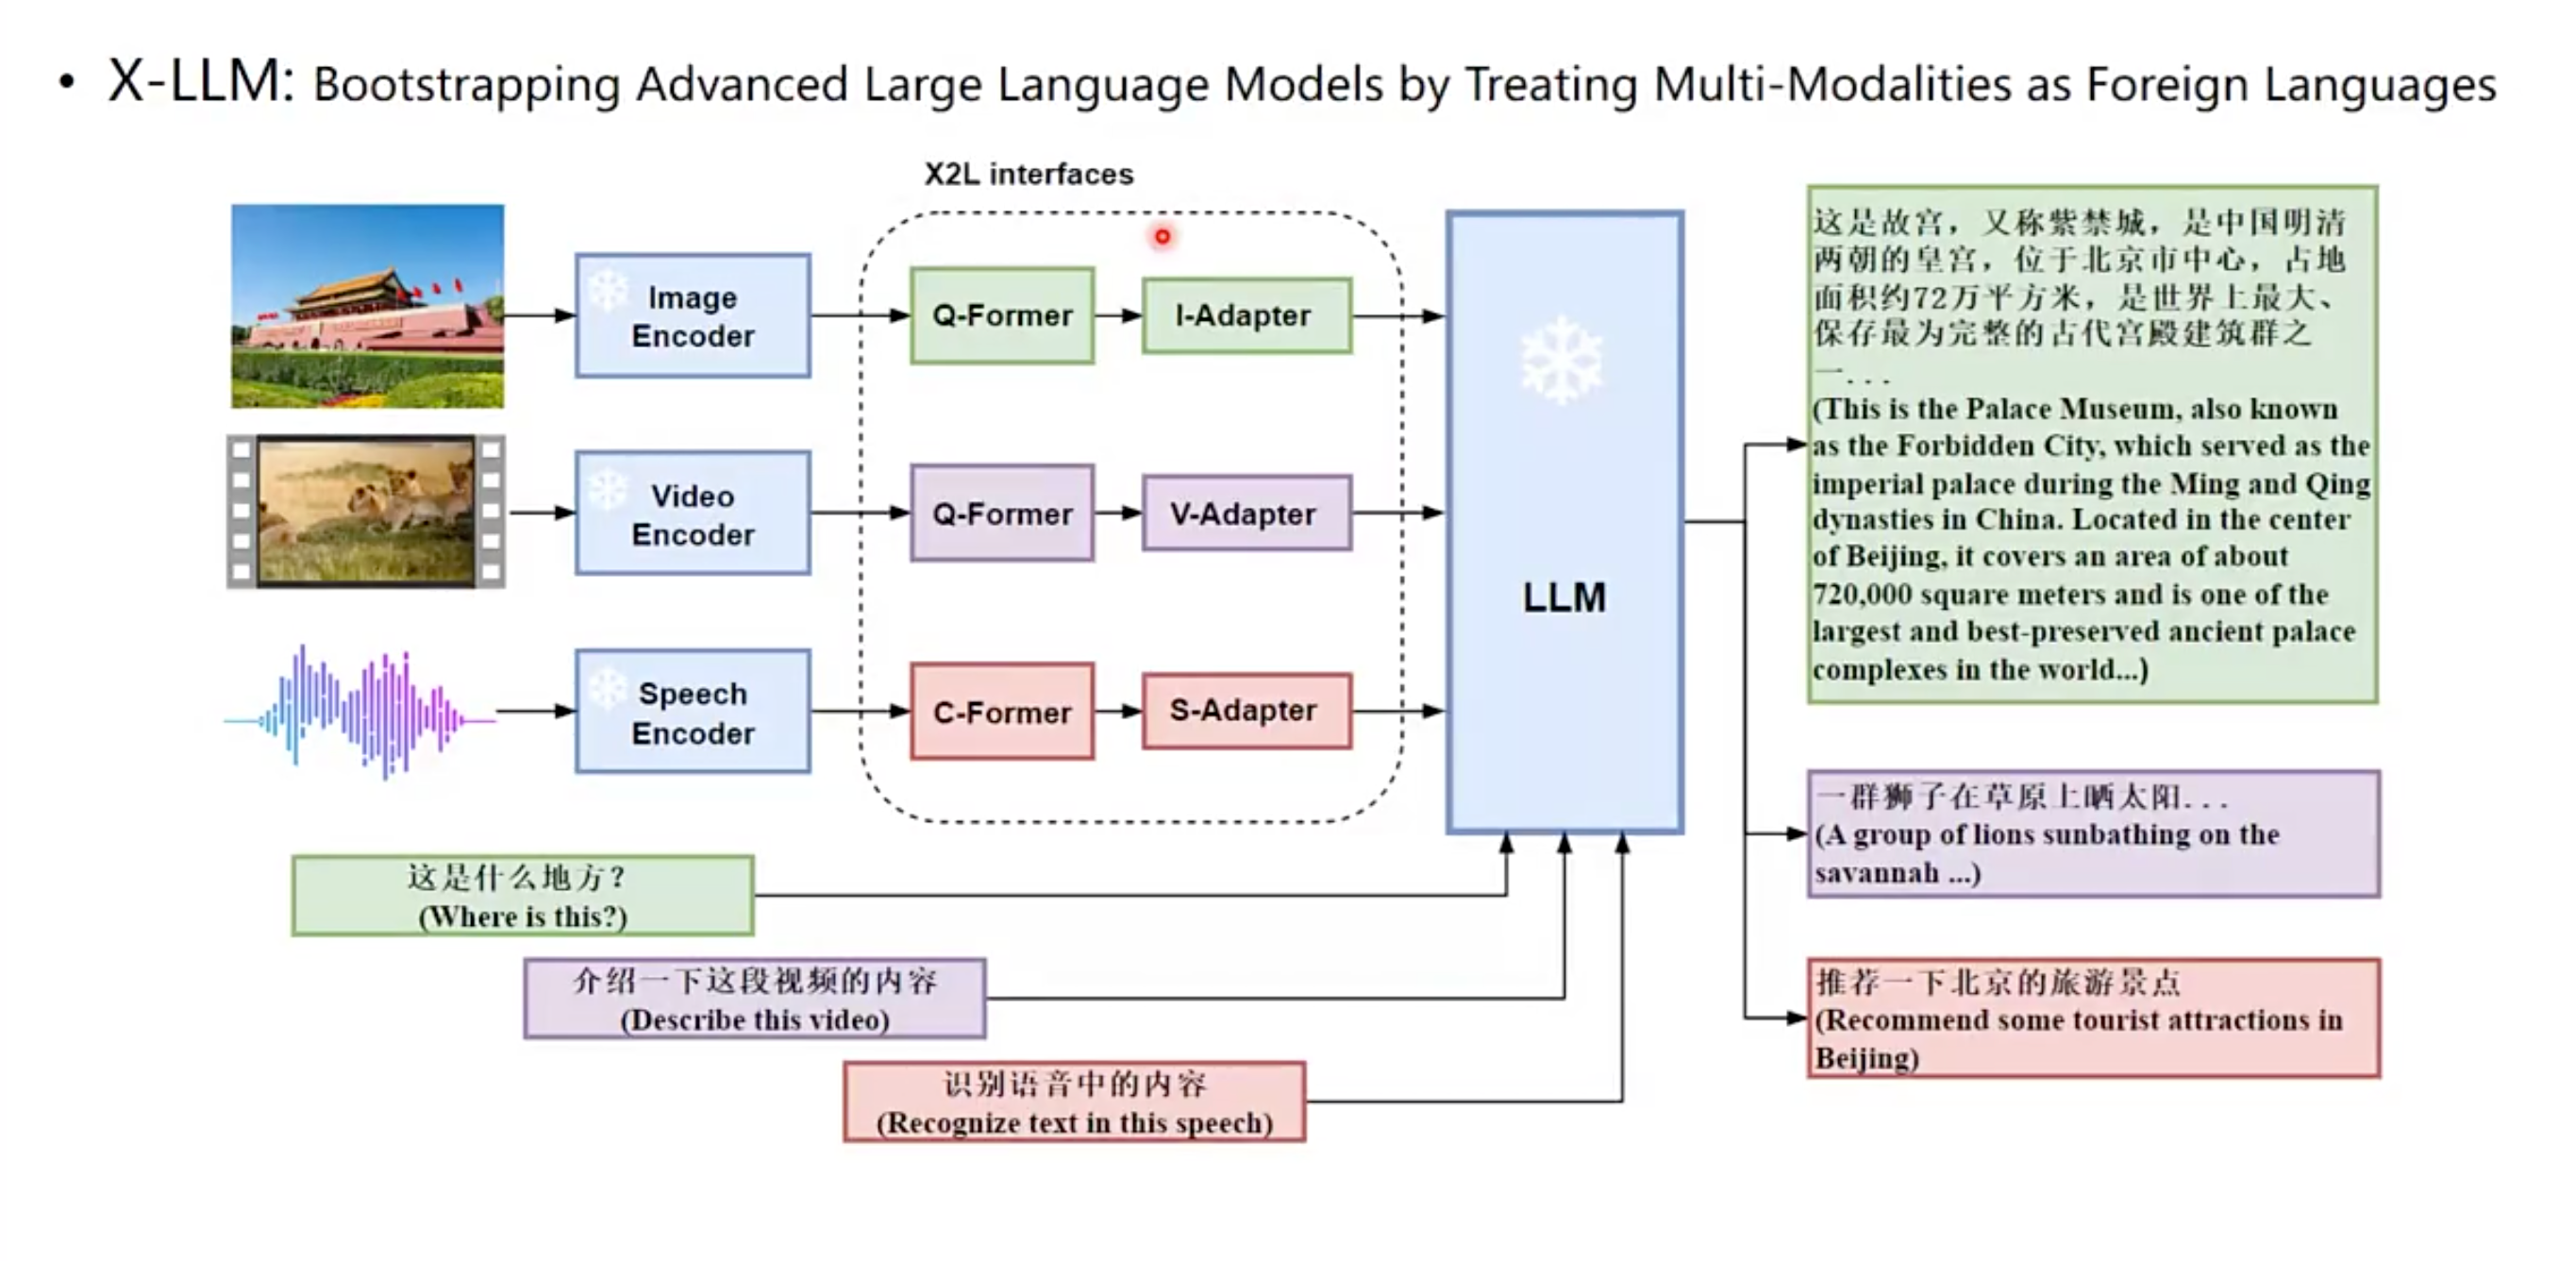 • X-LLM: Bootstrapping Advanced Large Language Models by Treating Multi-Modalities as Foreign Languages
X2L interfaces
Image
Encoder
Q-Former
I-Adapter
Video
Encoder
Q-Former
V-Adapter
Speech
Encoder
C-Former
S-Adapter
LLM
这是什么地方？
(Where is this?)
介绍一下这段视频的内容
(Describe this video)
识别语音中的内容
(Recognize text in this speech)
这是故宫，又称紫禁城，是中国明清
两朝的皇宫，位于北京市中心，占地
面积约72万平方米，是世界上最大、
保存最为完整的古代宫殿建筑群之
一...
(This is the Palace Museum, also known
as the Forbidden City, which served as the
imperial palace during the Ming and Qing
dynasties in China. Located in the center
of Beijing, it covers an area of about
720,000 square meters and is one of the
largest and best-preserved ancient palace
complexes in the world...)
一群狮子在草原上晒太阳...
(A group of lions sunbathing on the
savannah ...)
推荐一下北京的旅游景点
(Recommend some tourist attractions in
Beijing)